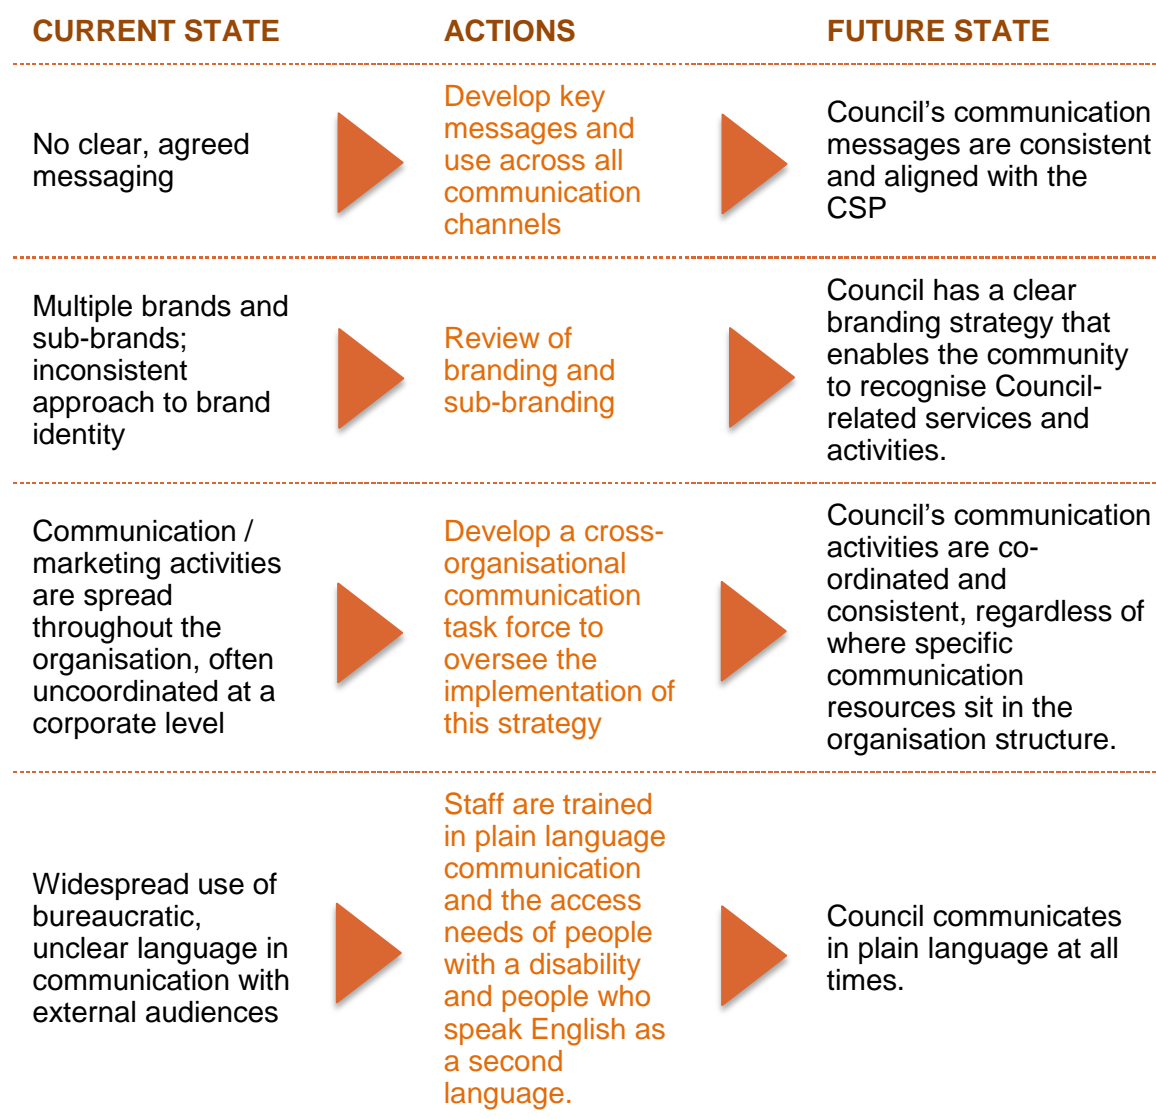 CURRENT STATE
ACTIONS
FUTURE STATE
No clear, agreed
messaging
Develop key
messages and
use across all
communication
channels
Council’s communication
messages are consistent
and aligned with the
CSP
Multiple brands and
sub-brands;
inconsistent
approach to brand
identity
Review of
branding and
sub-branding
Council has a clear
branding strategy that
enables the community
to recognise Council-
related services and
activities.
Communication /
marketing activities
are spread
throughout the
organisation, often
uncoordinated at a
corporate level
Develop a cross-
organisational
communication
task force to
oversee the
implementation of
this strategy
Council’s communication
activities are co-
ordinated and
consistent, regardless of
where specific
communication
resources sit in the
organisation structure.
Widespread use of
bureaucratic,
unclear language in
communication with
external audiences
Staff are trained
in plain language
communication
and the access
needs of people
with a disability
and people who
speak English as
a second
language.
Council communicates
in plain language at all
times.